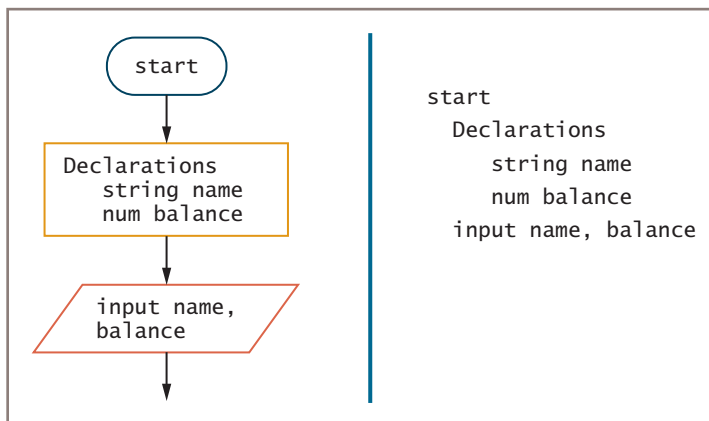 start
Declarations
string name
num balance
input name,
balance
start
Declarations
string name
num balance
input name, balance